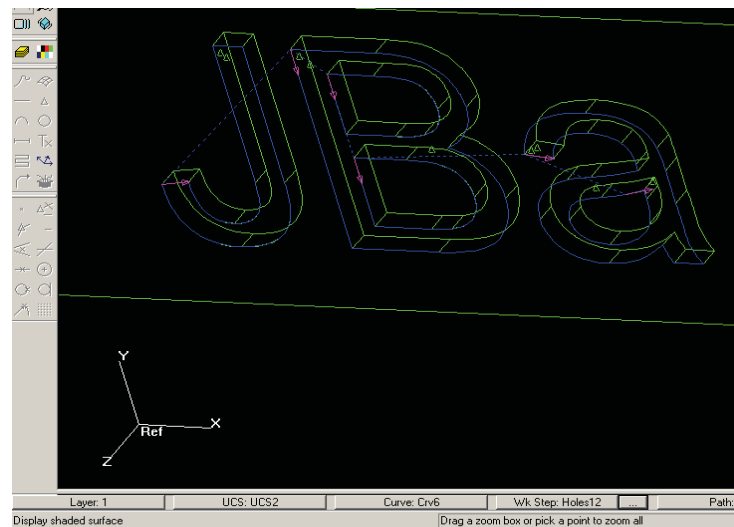 JBa
Y
X
Ref
Z
Layer: 1 UCS: UCS2 Curve: Crv6 Wk Step: Holes12 ... Path:
Display shaded surface Drag a zoom box or pick a point to zoom all